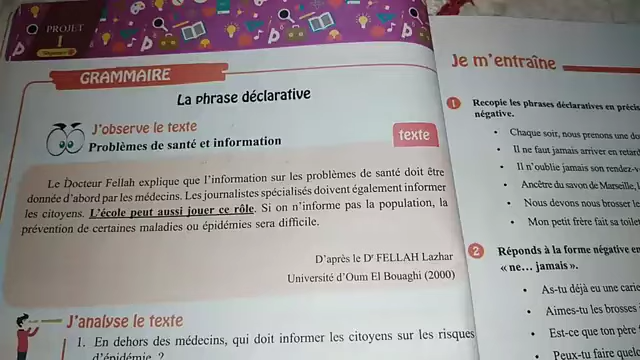 PROJET
1
GRAMMAIRE
La phrase déclarative
J'observe le texte
Problèmes de santé et information
texte
Le Docteur Fellah explique que l'information sur les problèmes de santé doit être
donnée d'abord par les médecins. Les journalistes spécialisés doivent également informer
les citoyens. L'école peut aussi jouer ce rôle. Si on n'informe pas la population, la
prévention de certaines maladies ou épidémies sera difficile.
D'après le Dr FELLAH Lazhar
Université d'Oum El Bouaghi (2000)
J'analyse le texte
1. En dehors des médecins, qui doit informer les citoyens sur les risques
d'épidémie ?
Je m'entraîne
1 Recopie les phrases déclaratives en précis
négative.
• Chaque soir, nous prenons une do
• Il ne faut jamais arriver en retard
• Il n'oublie jamais son rendez-v
• Ancêtre du savon de Marseille, l
• Nous devons nous brosser le
• Mon petit frère fait sa toile
2 Réponds à la forme négative en
« ne... jamais ».
• As-tu déjà eu une carie
• Aimes-tu les brosses
• Est-ce que ton père
• Peux-tu faire quelq